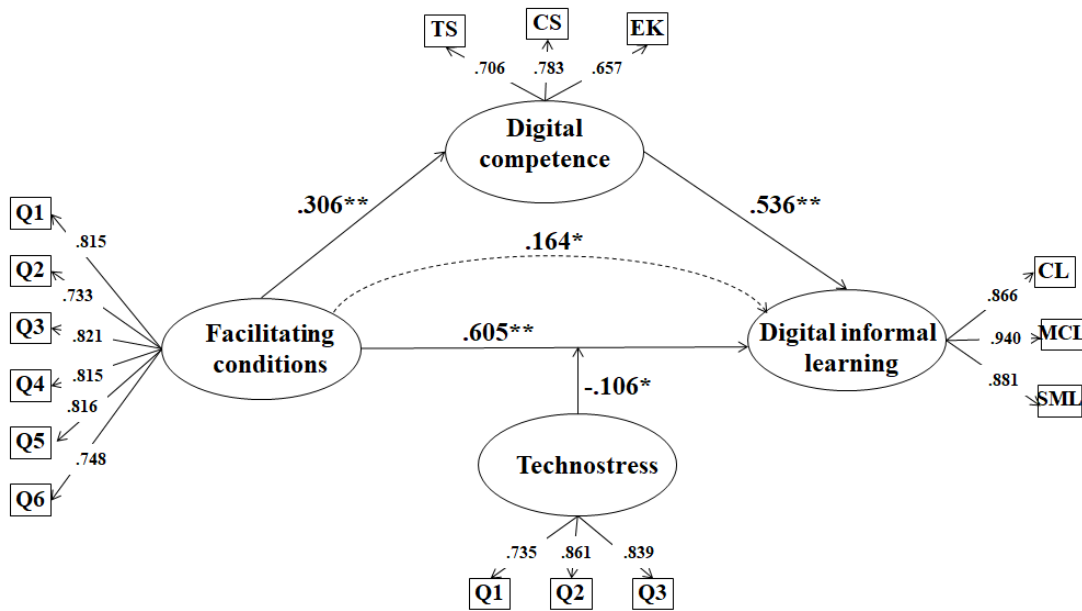 TS
CS
EK
.706
.783
.657
Digital
competence
.306**
.536**
Q1
Q2
Q3
Q4
Q5
Q6
.815
.733
.821
.815
.816
.748
.164*
Facilitating
conditions
.605**
Digital informal
learning
CL
MCL
SML
.866
.940
.881
-.106*
Technostress
.735
.861
.839
Q1
Q2
Q3